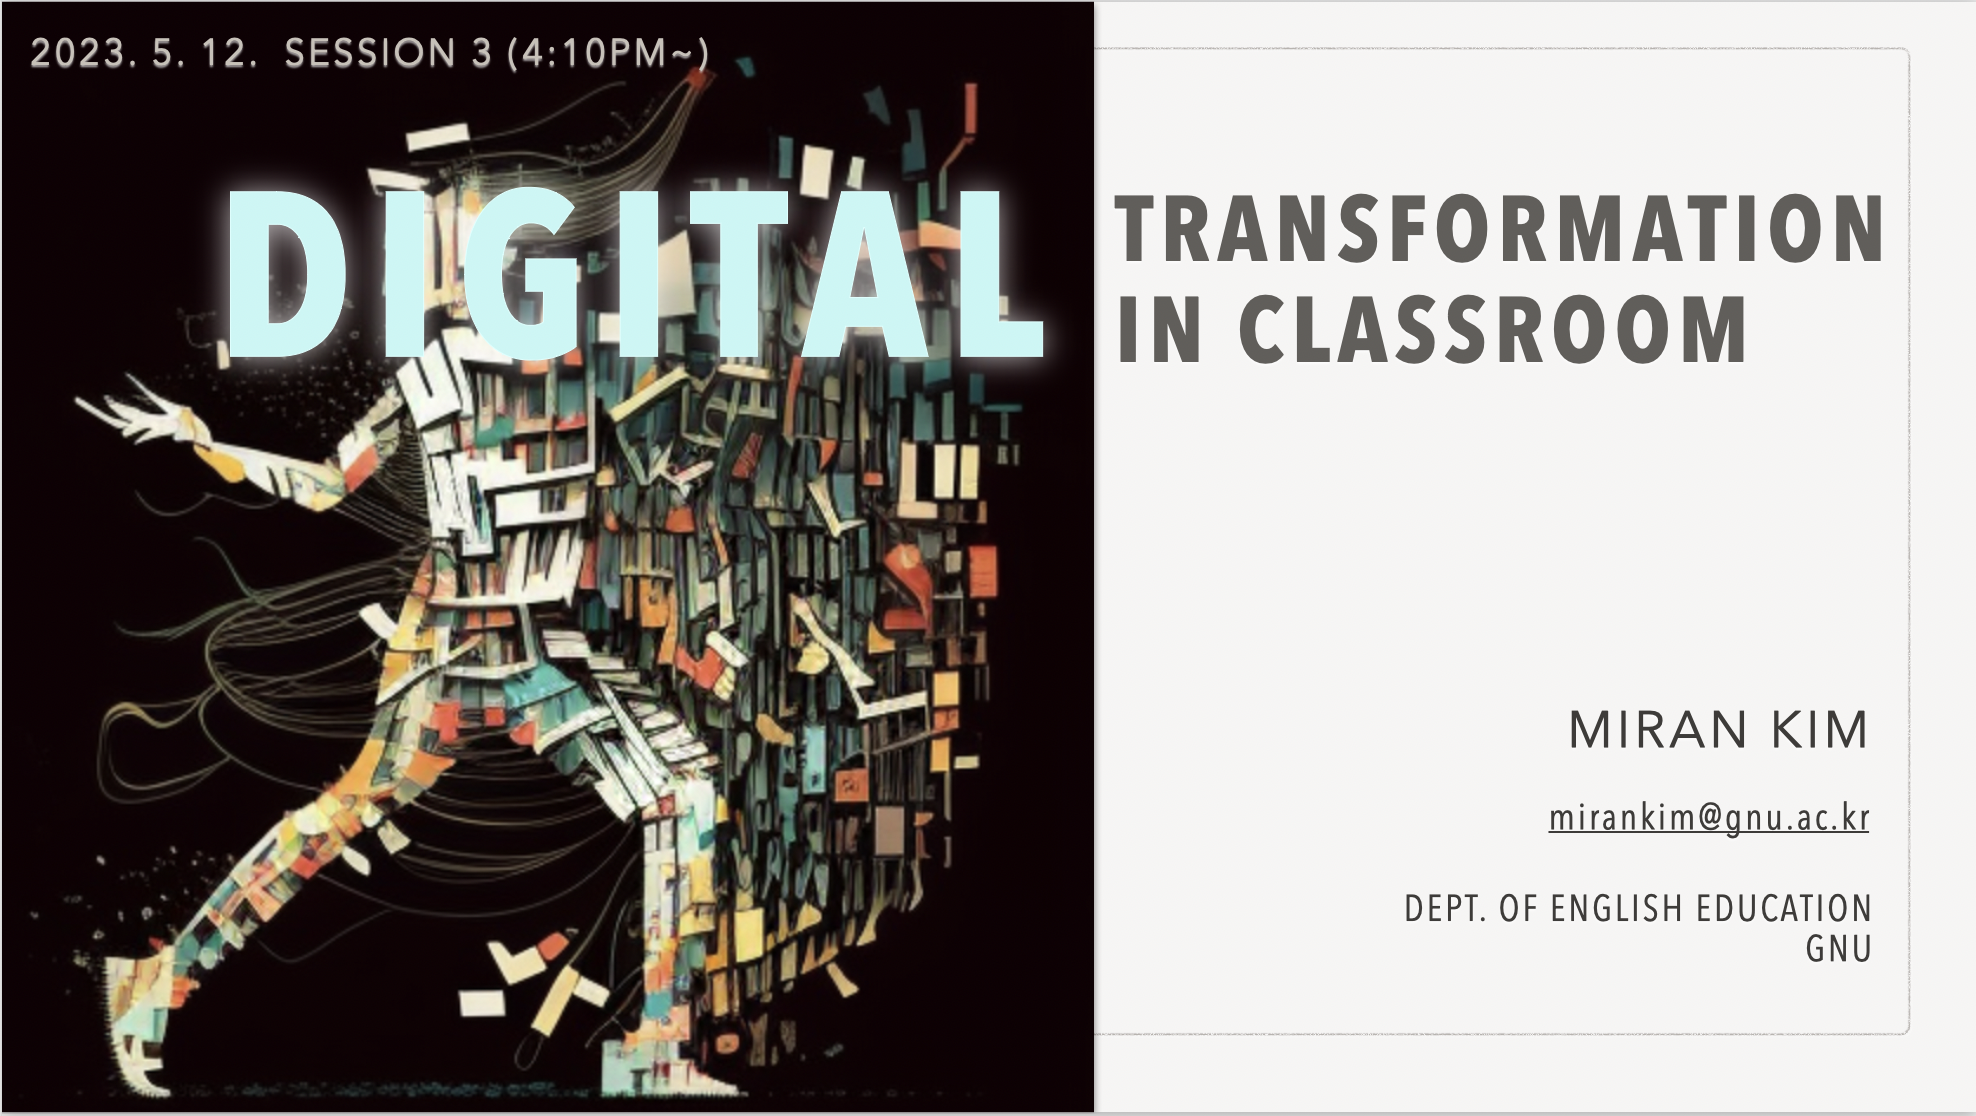 2023. 5. 12. SESSION 3 (4:10PM~)
DIGITAL
TRANSFORMATION
IN CLASSROOM
MIRAN KIM
mirankim@gnu.ac.kr
DEPT. OF ENGLISH EDUCATION
GNU